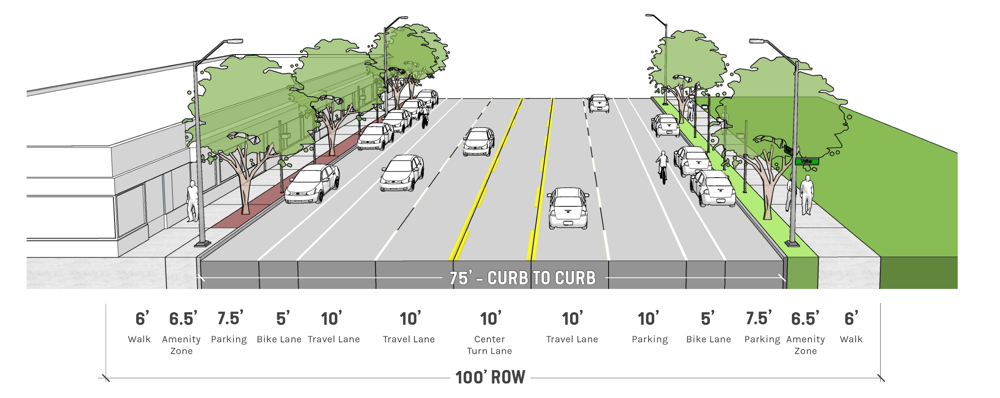 Tyler
75' - CURB TO CURB
6' 6.5' 7.5' 5' 10' 10' 10' 10' 10' 5' 7.5' 6.5' 6'
Walk Amenity Parking Bike Lane Travel Lane Travel Lane Center Travel Lane Parking Bike Lane Parking Amenity Walk
Zone Turn Lane Zone
100' ROW